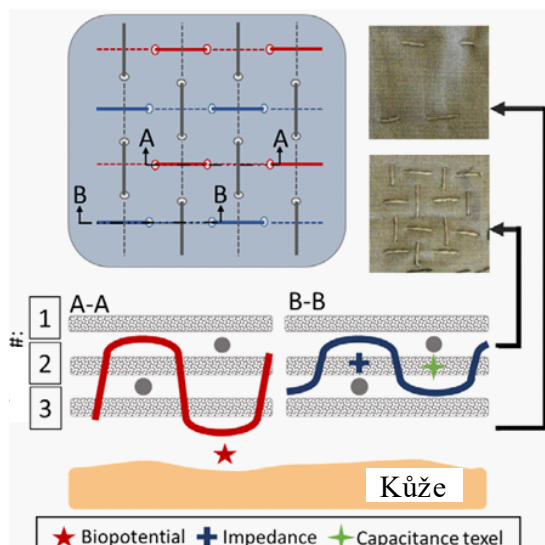 A A
B B
A-A B-B
#:
1
2
3
Kůže
Biopotential Impedance Capacitance texel